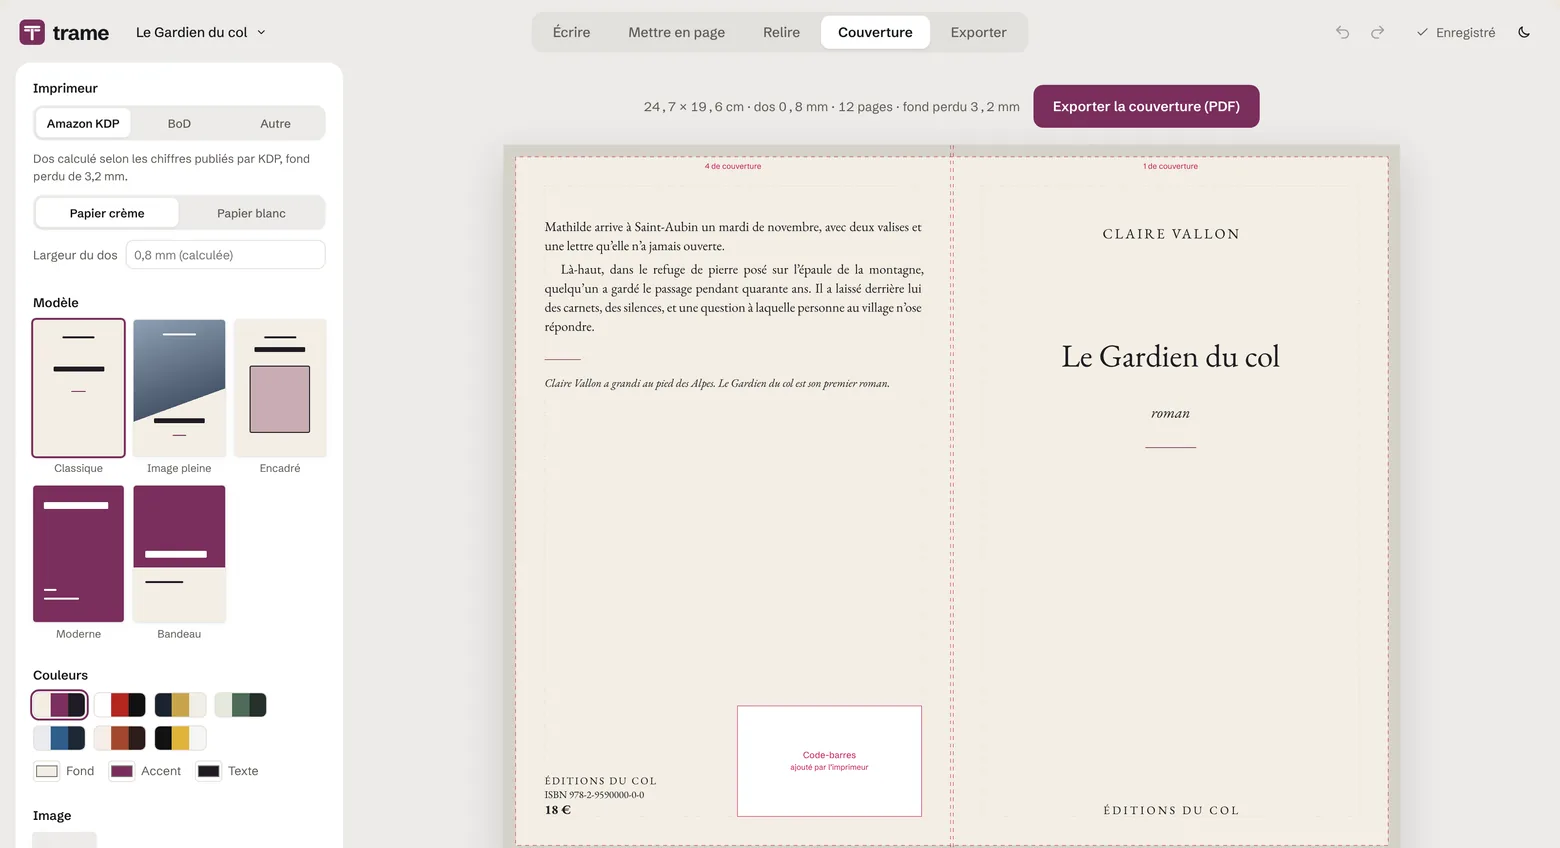 trame
Le Gardien du col
Écrire
Mettre en page
Relire
Couverture
Exporter
Enregistré
Imprimeur
Amazon KDP
BoD
Autre
Dos calculé selon les chiffres publiés par KDP, fond
perdu de 3,2 mm.
Papier crème
Papier blanc
Largeur du dos
0,8 mm (calculée)
Modèle
Classique
Image pleine
Encadré
Moderne
Bandeau
Couleurs
Fond
Accent
Texte
Image
24,7 × 19,6 cm · dos 0,8 mm · 12 pages · fond perdu 3,2 mm
Exporter la couverture (PDF)
4 de couverture
Mathilde arrive à Saint-Aubin un mardi de novembre, avec deux valises et
une lettre qu’elle n’a jamais ouverte.
Là-haut, dans le refuge de pierre posé sur l’épaule de la montagne,
quelqu’un a gardé le passage pendant quarante ans. Il a laissé derrière lui
des carnets, des silences, et une question à laquelle personne au village n’ose
répondre.
Claire Vallon a grandi au pied des Alpes. Le Gardien du col est son premier roman.
ÉDITIONS DU COL
ISBN 978-2-9590000-0-0
18 €
Code-barres
ajouté par l’imprimeur
1 de couverture
CLAIRE VALLON
Le Gardien du col
roman
ÉDITIONS DU COL